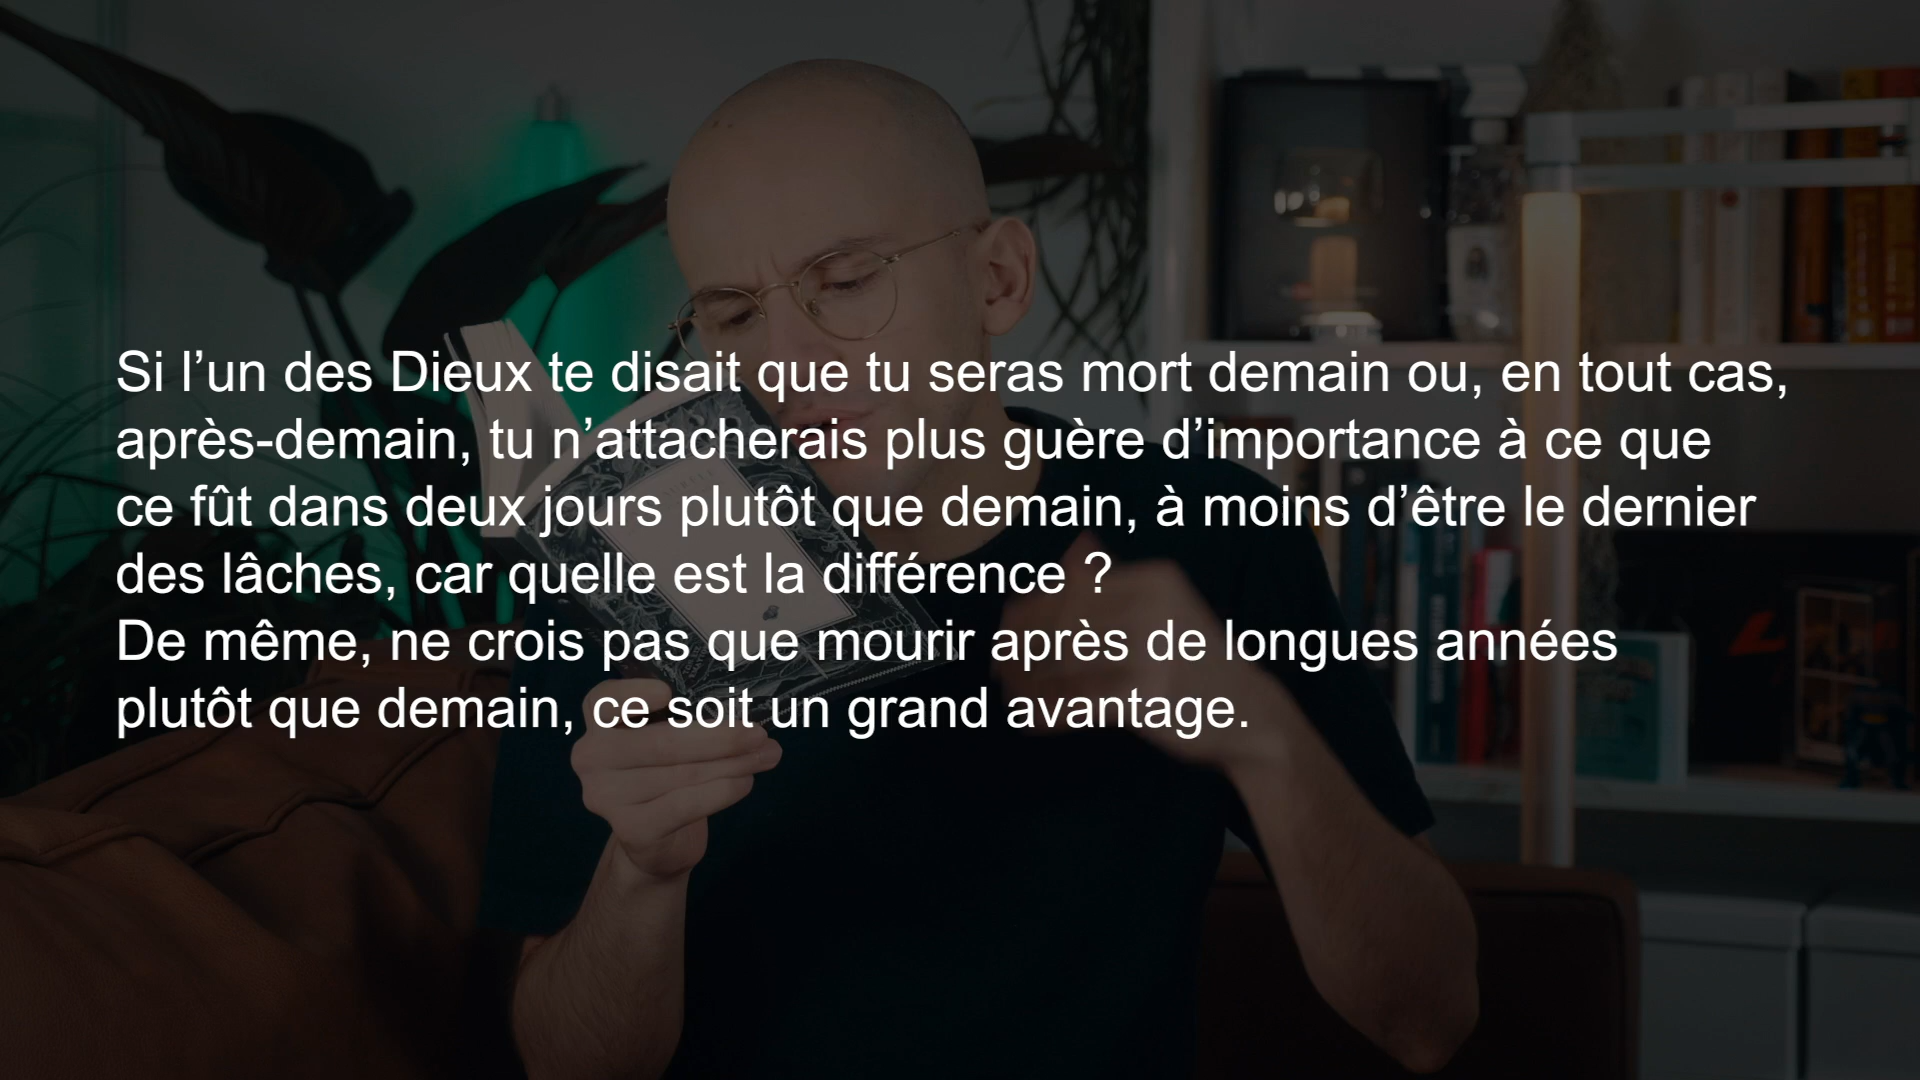 Si l’un des Dieux te disait que tu seras mort demain ou, en tout cas,
après-demain, tu n’attacherais plus guère d’importance à ce que
ce fût dans deux jours plutôt que demain, à moins d’être le dernier
des lâches, car quelle est la différence ?
De même, ne crois pas que mourir après de longues années
plutôt que demain, ce soit un grand avantage.